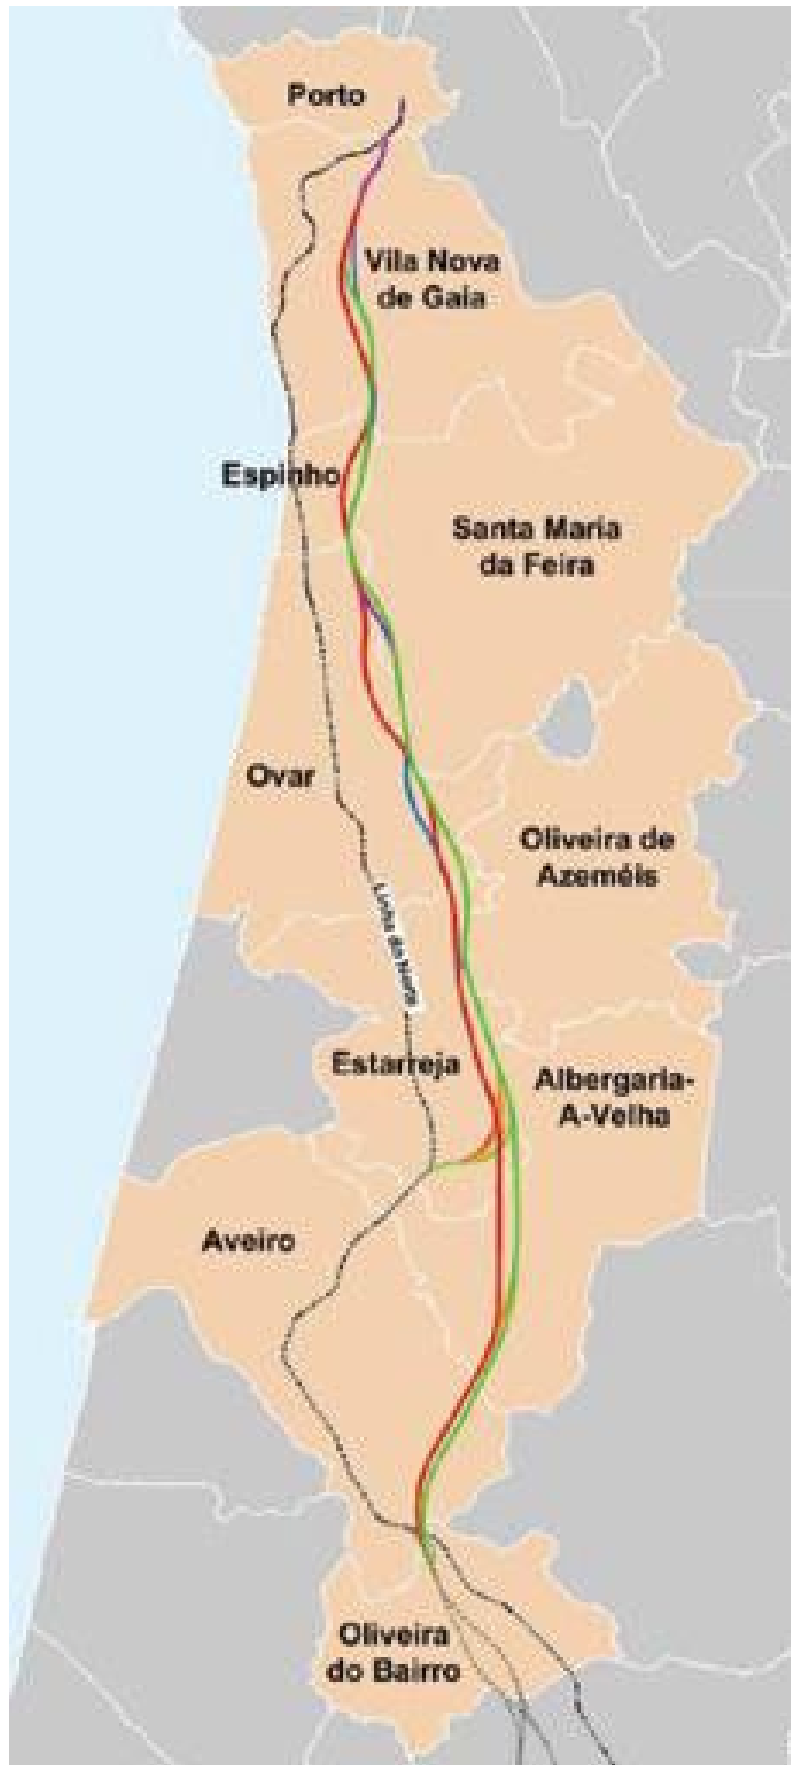 Porto
Vila Nova
de Gaia
Espinho
Santa Maria
da Feira
Ovar
Oliveira de
Azeméis
Linha do Norte
Estarreja
Albergaria-
A-Velha
Aveiro
Oliveira
do Bairro